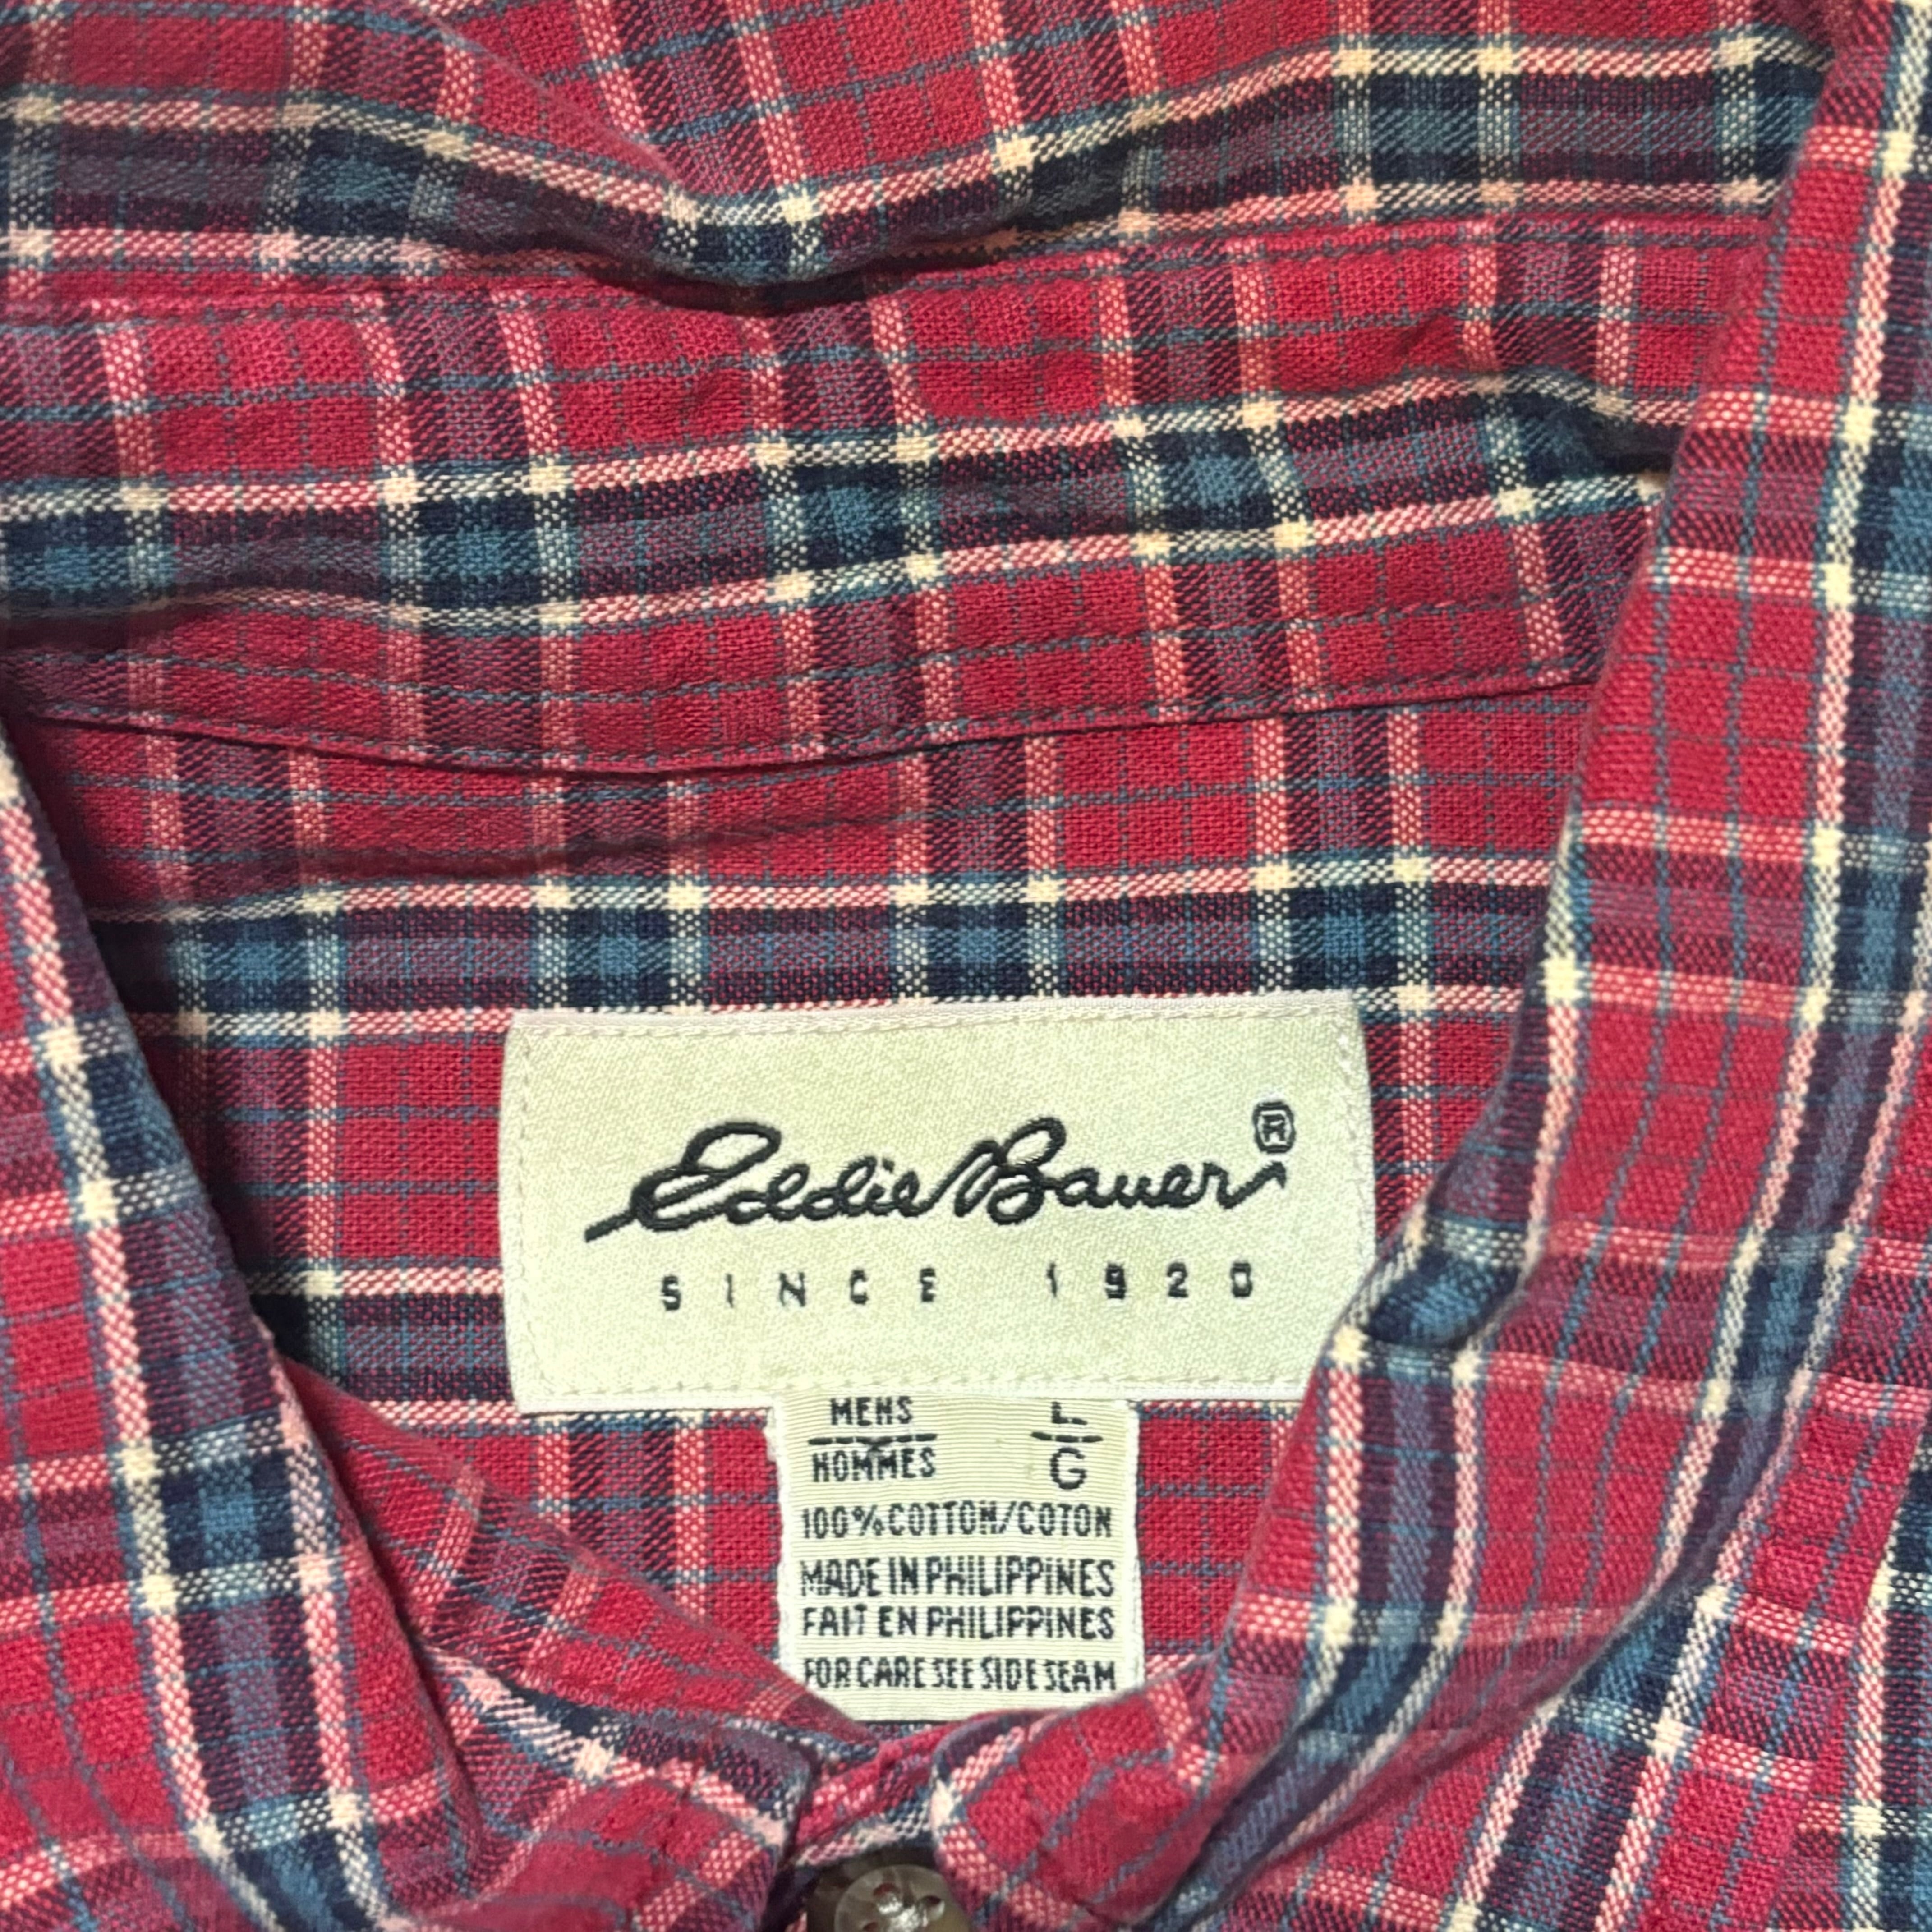 Eddie Bauer®
SINCE 1920
MENS L
HOMMES G
100% COTTON/COTON
MADE IN PHILIPPINES
FAIT EN PHILIPPINES
FOR CARE SEE SIDE SEAM